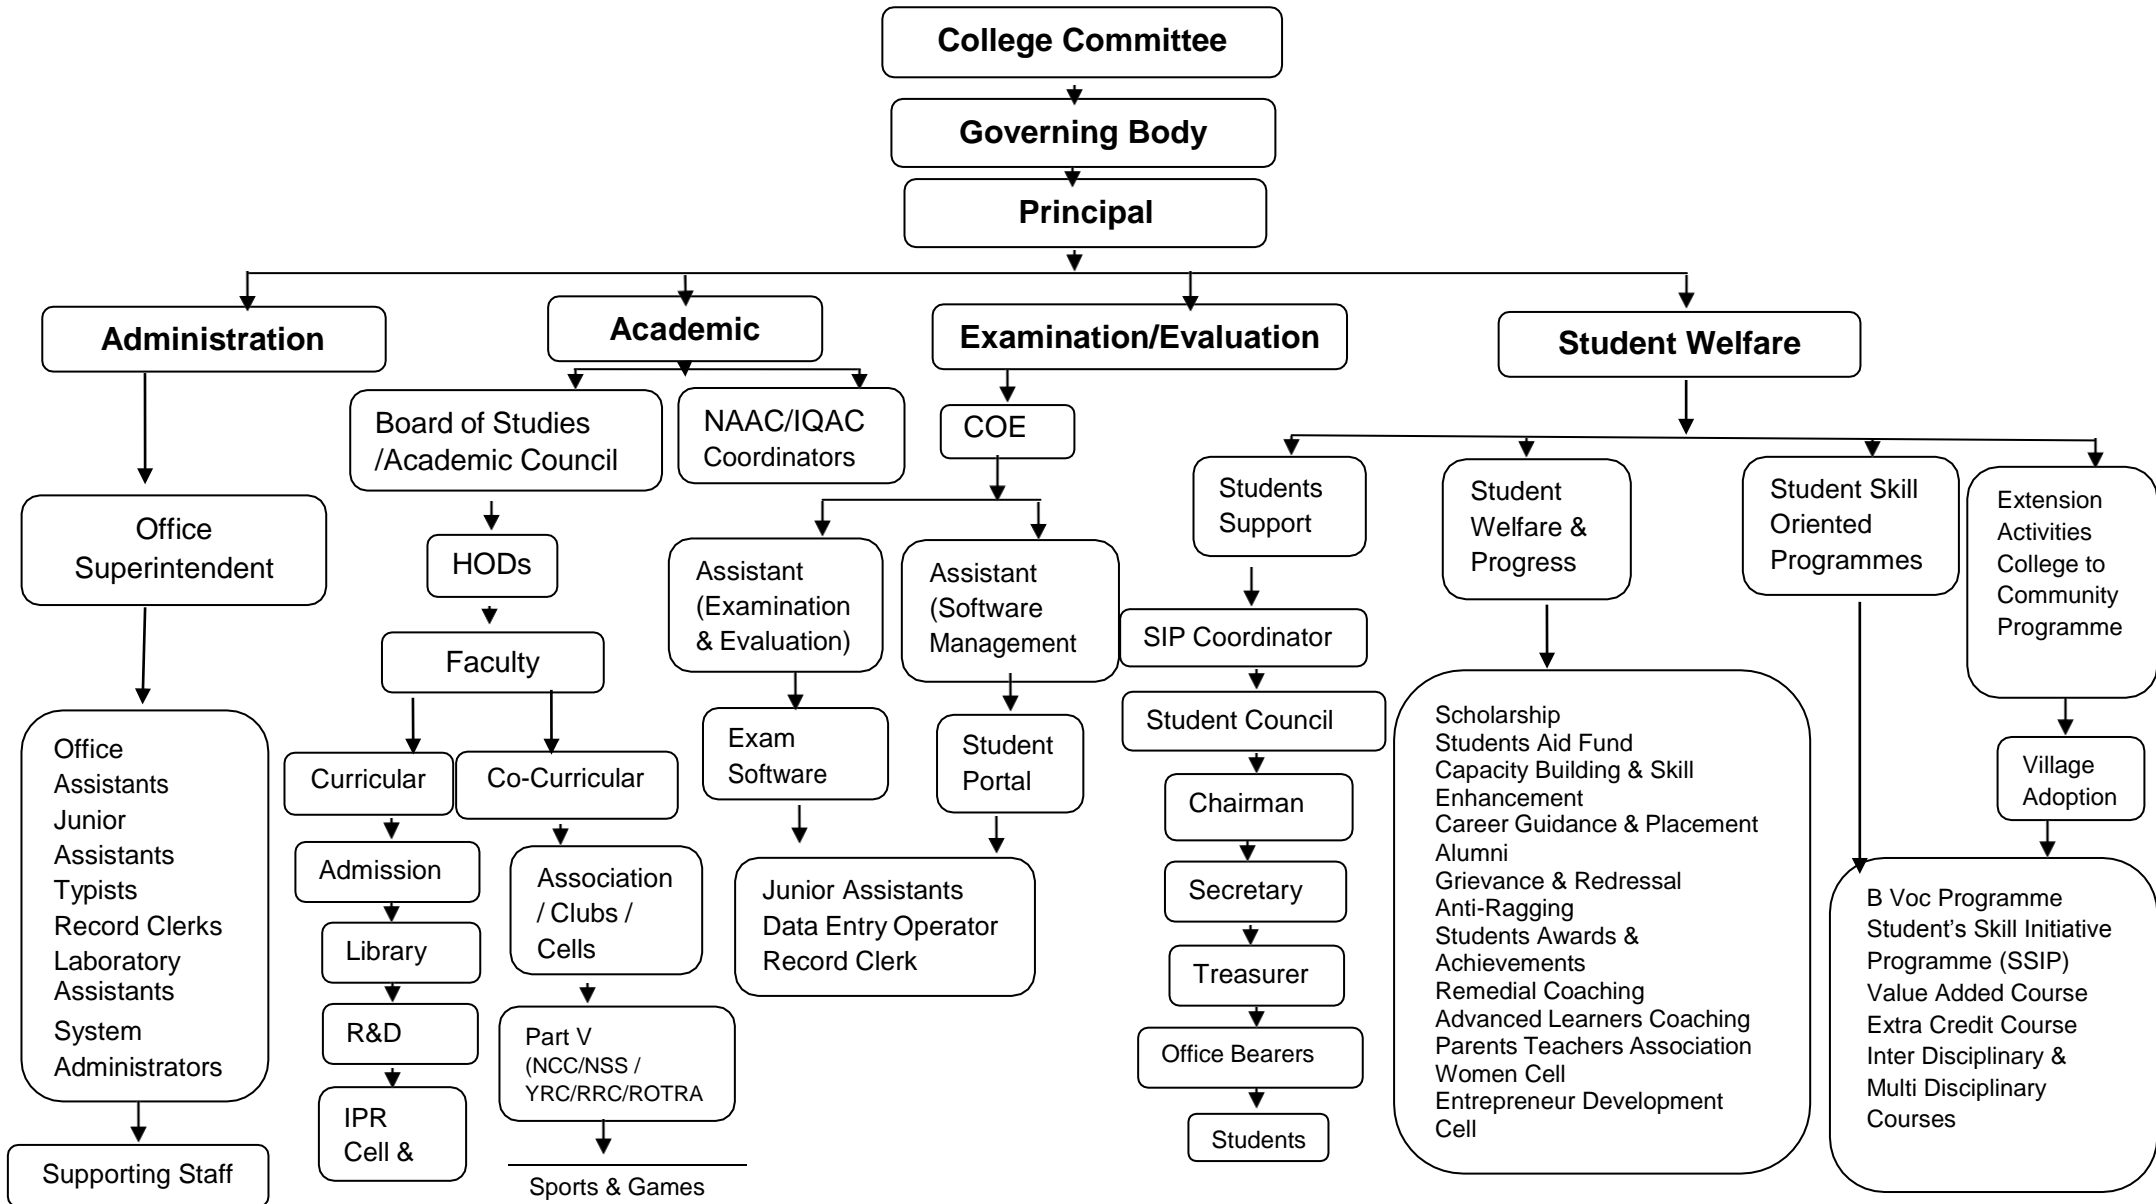 College Committee
Governing Body
Principal
Administration
Academic
Examination/Evaluation
Student Welfare
Office
Superintendent
Office
Assistants
Junior
Assistants
Typists
Record Clerks
Laboratory
Assistants
System
Administrators
Supporting Staff
Board of Studies
/Academic Council
NAAC/IQAC
Coordinators
HODs
Faculty
Curricular
Co-Curricular
Admission
Library
R&D
IPR
Cell &
Association
/ Clubs /
Cells
Part V
(NCC/NSS /
YRC/RRC/ROTRA
Sports & Games
COE
Assistant
(Examination
& Evaluation)
Assistant
(Software
Management
Exam
Software
Student
Portal
Junior Assistants
Data Entry Operator
Record Clerk
Students
Support
SIP Coordinator
Student Council
Chairman
Secretary
Treasurer
Office Bearers
Students
Student
Welfare &
Progress
Scholarship
Students Aid Fund
Capacity Building & Skill
Enhancement
Career Guidance & Placement
Alumni
Grievance & Redressal
Anti-Ragging
Students Awards &
Achievements
Remedial Coaching
Advanced Learners Coaching
Parents Teachers Association
Women Cell
Entrepreneur Development
Cell
Student Skill
Oriented
Programmes
Extension
Activities
College to
Community
Programme
Village
Adoption
B Voc Programme
Student’s Skill Initiative
Programme (SSIP)
Value Added Course
Extra Credit Course
Inter Disciplinary &
Multi Disciplinary
Courses